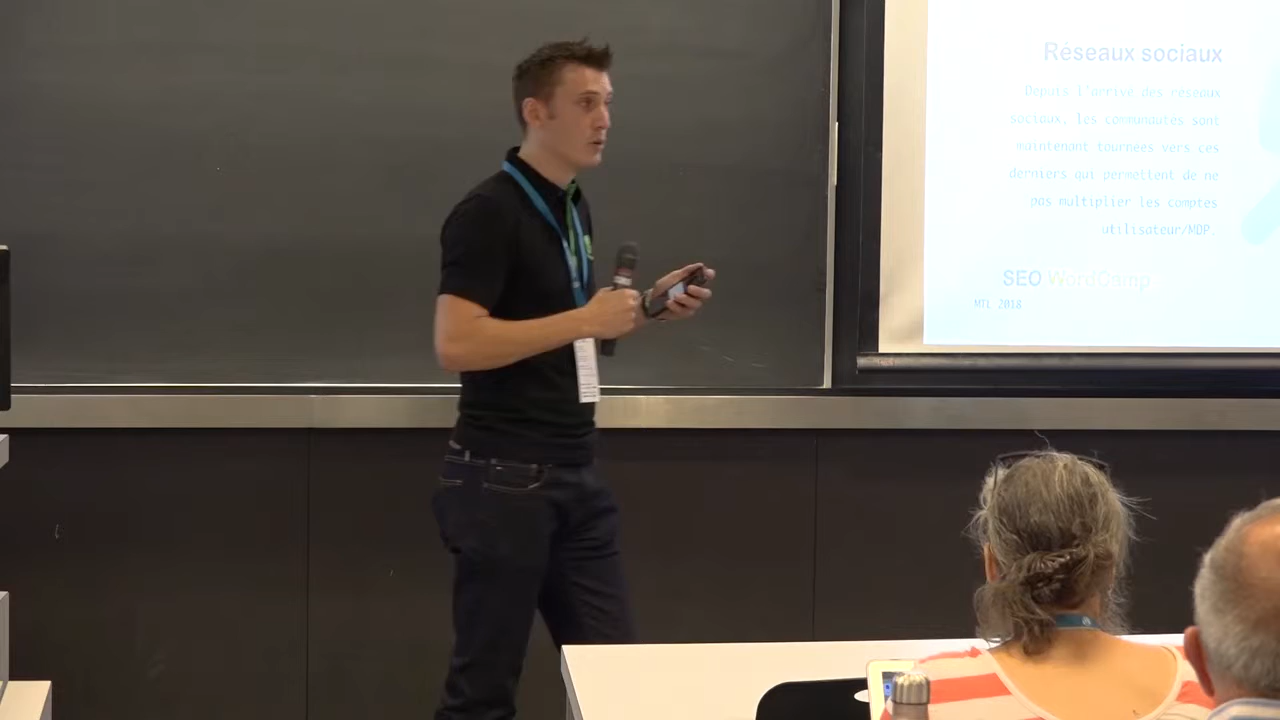 Réseaux sociaux
Depuis l'arrivé des réseaux
sociaux, les communautés sont
maintenant tournées vers ces
derniers qui permettent de ne
pas multiplier les comptes
utilisateur/MDP.
SEO WordCamp
MTL 2018